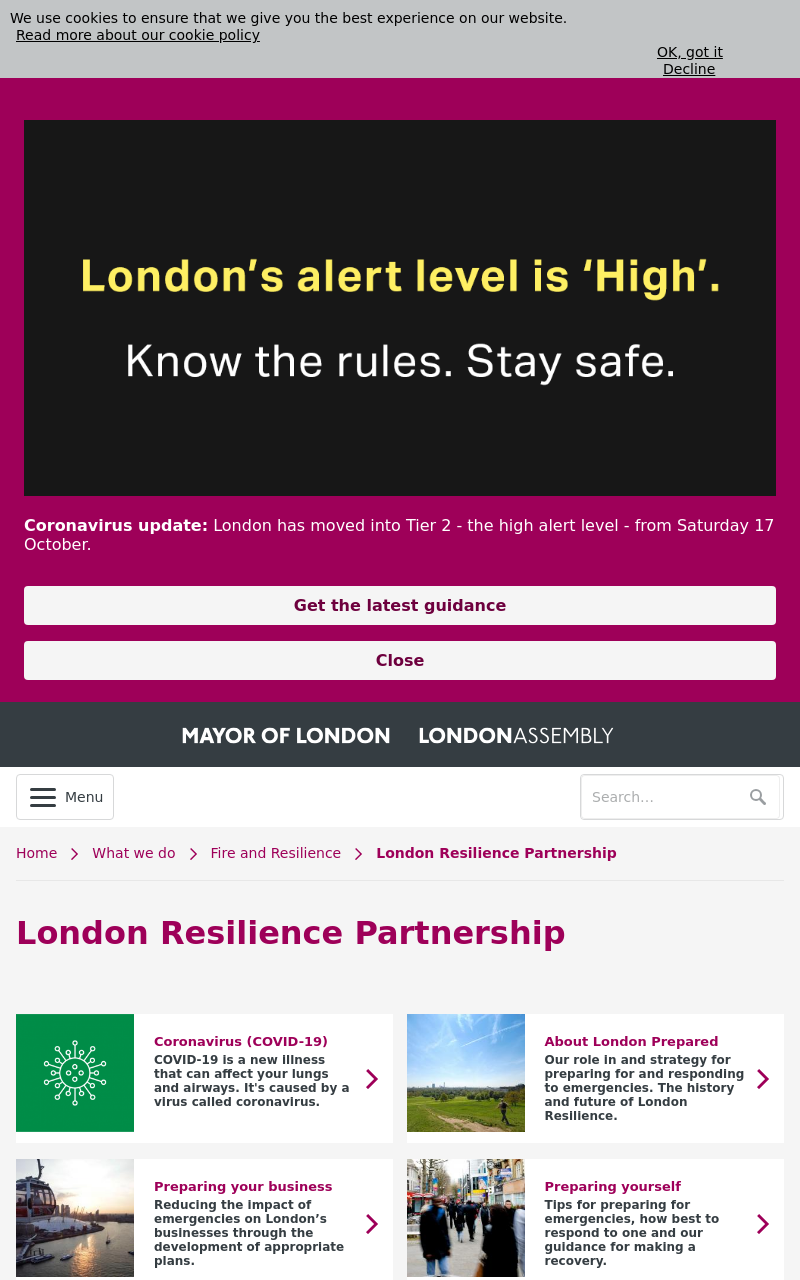 We use cookies to ensure that we give you the best experience on our website.
Read more about our cookie policy
OK, got it
Decline
London’s alert level is ‘High’.
Know the rules. Stay safe.
Coronavirus update: London has moved into Tier 2 - the high alert level - from Saturday 17
October.
Get the latest guidance
Close
MAYOR OF LONDON LONDONASSEMBLY
Menu
Search...
Home What we do Fire and Resilience London Resilience Partnership
London Resilience Partnership
Coronavirus (COVID-19)
COVID-19 is a new illness
that can affect your lungs
and airways. It's caused by a
virus called coronavirus.
About London Prepared
Our role in and strategy for
preparing for and responding
to emergencies. The history
and future of London
Resilience.
Preparing your business
Reducing the impact of
emergencies on London’s
businesses through the
development of appropriate
plans.
Preparing yourself
Tips for preparing for
emergencies, how best to
respond to one and our
guidance for making a
recovery.